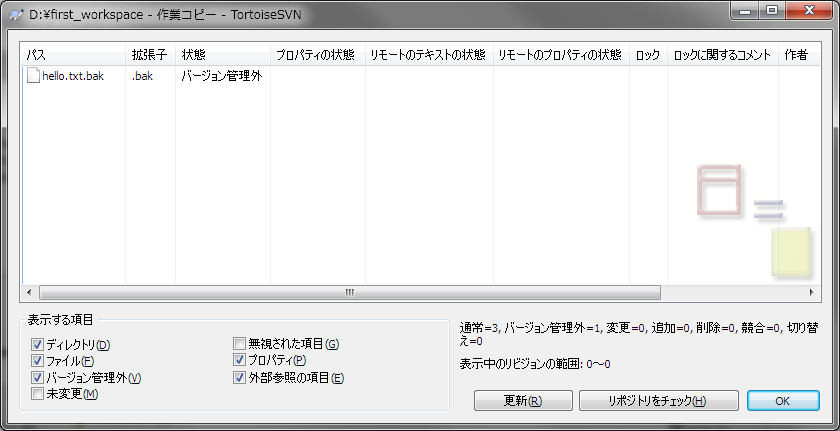 D:¥first_workspace - 作業コピー - TortoiseSVN
パス 拡張子 状態 プロパティの状態 リモートのテキストの状態 リモートのプロパティの状態 ロック ロックに関するコメント 作者
hello.txt.bak .bak バージョン管理外
表示する項目
ディレクトリ(D) 無視された項目(G)
ファイル(F) プロパティ(P)
バージョン管理外(V) 外部参照の項目(E)
未変更(M)
通常=3, バージョン管理外=1, 変更=0, 追加=0, 削除=0, 競合=0, 切り替
え=0
表示中のリビジョンの範囲: 0～0
更新(R) リポジトリをチェック(H) OK